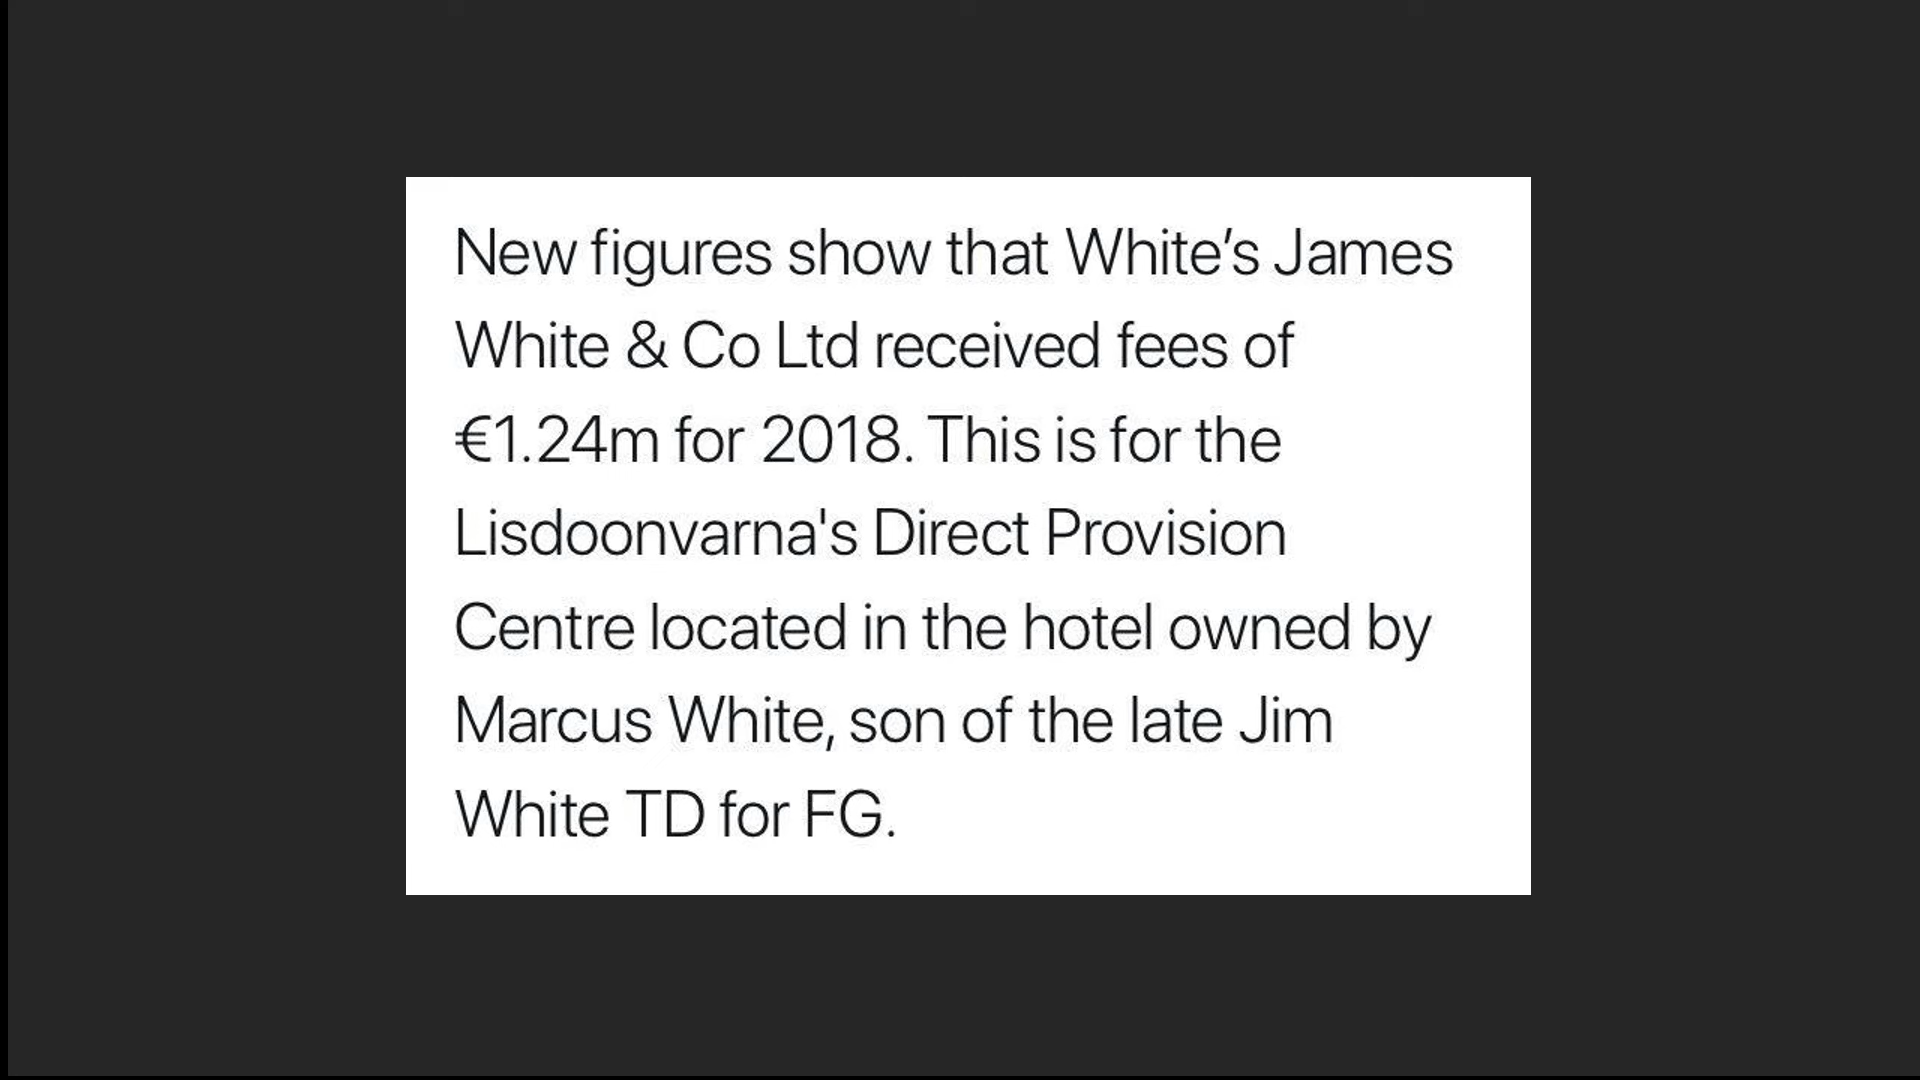 New figures show that White’s James
White & Co Ltd received fees of
€1.24m for 2018. This is for the
Lisdoonvarna's Direct Provision
Centre located in the hotel owned by
Marcus White, son of the late Jim
White TD for FG.